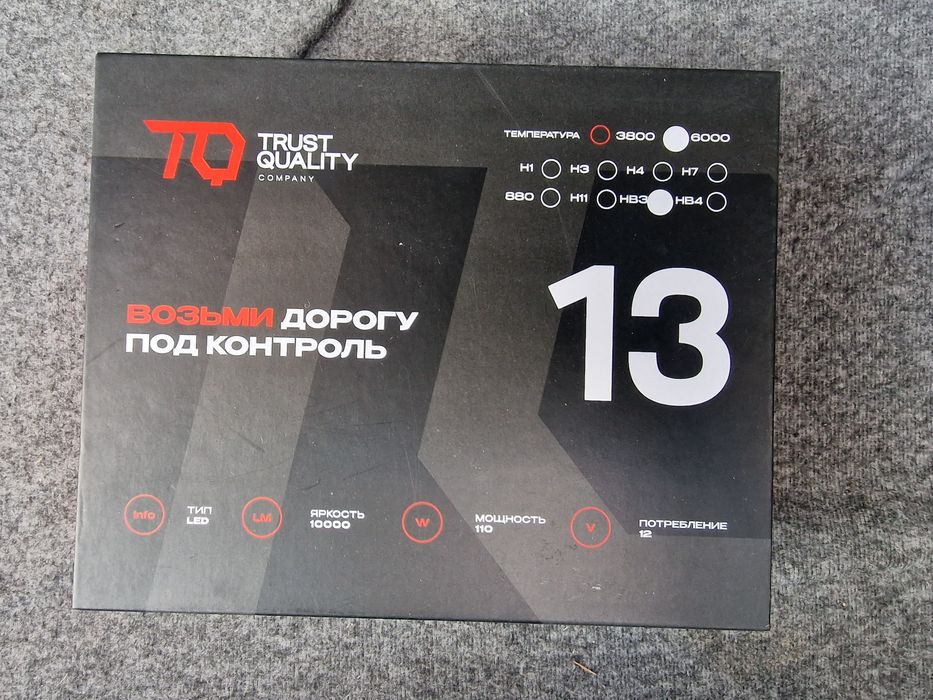 TQ
TRUST
QUALITY
COMPANY
ТЕМПЕРАТУРА 3800 6000
H1 H3 H4 H7
880 H11 HB3 HB4
13
ВОЗЬМИ ДОРОГУ
ПОД КОНТРОЛЬ
Info
ТИП
LED
LM
ЯРКОСТЬ
10000
W
МОЩНОСТЬ
110
V
ПОТРЕБЛЕНИЕ
12